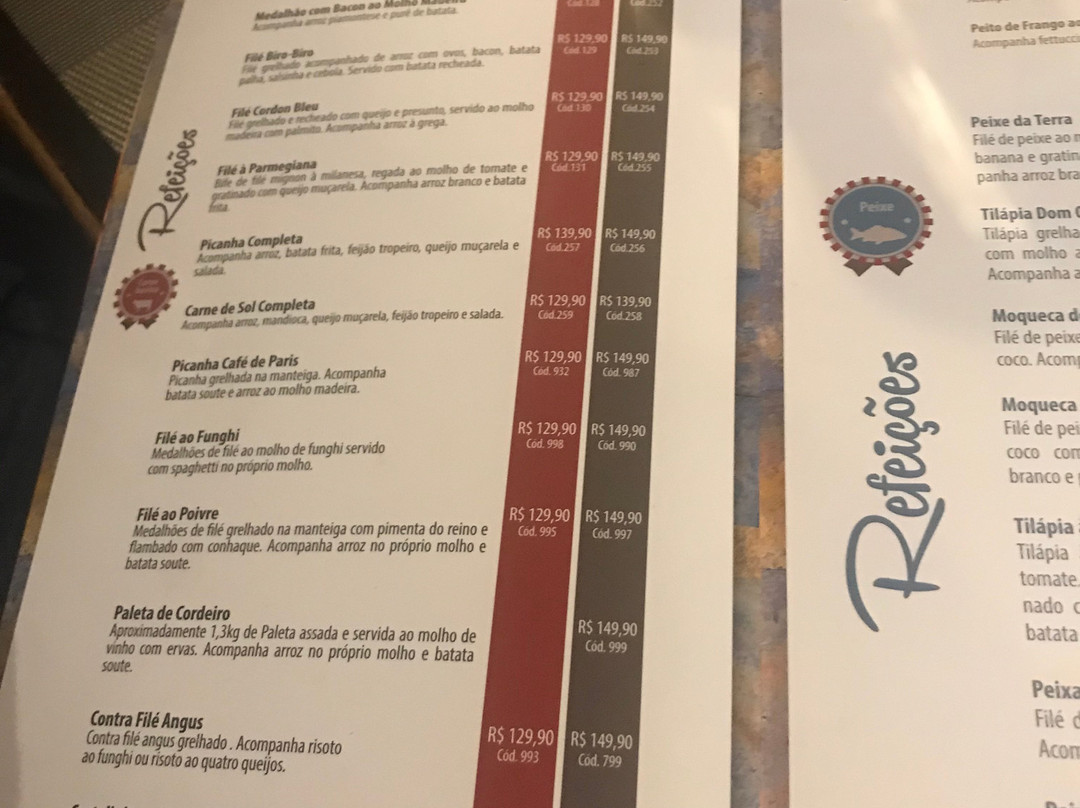 Medalhão com Bacon ao Molho Madeira
Acompanha arroz piamontese e purê de batata.
Cód.128
Cód.252
Filé Biro-Biro
Filé grelhado acompanhado de arroz com ovos, bacon, batata
palha, salsinha e cebola. Servido com batata recheada.
R$ 129,90 R$ 149,90
Cód.129 Cód.253
Filé Cordon Bleu
Filé grelhado e recheado com queijo e presunto, servido ao molho
madeira com palmito. Acompanha arroz à grega.
R$ 129,90 R$ 149,90
Cód.130 Cód.254
Filé à Parmegiana
Bife de filé mignon à milanesa, regada ao molho de tomate e
gratinado com queijo muçarela. Acompanha arroz branco e batata
frita.
R$ 129,90 R$ 149,90
Cód.131 Cód.255
Refeições
Picanha Completa
Acompanha arroz, batata frita, feijão tropeiro, queijo muçarela e
salada.
R$ 139,90 R$ 149,90
Cód.257 Cód.256
Carne de Sol Completa
Acompanha arroz, mandioca, queijo muçarela, feijão tropeiro e salada.
R$ 129,90 R$ 139,90
Cód.259 Cód.258
Picanha Café de Paris
Picanha grelhada na manteiga. Acompanha
batata soute e arroz ao molho madeira.
R$ 129,90 R$ 149,90
Cód. 932 Cód. 987
Filé ao Funghi
Medalhões de filé ao molho de funghi servido
com spaghetti no próprio molho.
R$ 129,90 R$ 149,90
Cód. 998 Cód. 990
Filé ao Poivre
Medalhões de filé grelhado na manteiga com pimenta do reino e
flambado com conhaque. Acompanha arroz no próprio molho e
batata soute.
R$ 129,90 R$ 149,90
Cód. 995 Cód. 997
Paleta de Cordeiro
Aproximadamente 1,3kg de Paleta assada e servida ao molho de
vinho com ervas. Acompanha arroz no próprio molho e batata
soute.
R$ 149,90
Cód. 999
Contra Filé Angus
Contra filé angus grelhado . Acompanha risoto
ao funghi ou risoto ao quatro queijos.
R$ 129,90 R$ 149,90
Cód. 993 Cód. 799
Peito de Frango ao
Acompanha fettucci
Peixe
Refeições
Peixe da Terra
Filé de peixe ao m
banana e gratin
panha arroz bra
Tilápia Dom
Tilápia grelha
com molho a
Acompanha a
Moqueca d
Filé de peixe
coco. Acom
Moqueca
Filé de pei
coco com
branco e
Tilápia
Tilápia
tomate.
nado
batata
Peixa
Filé d
Acom